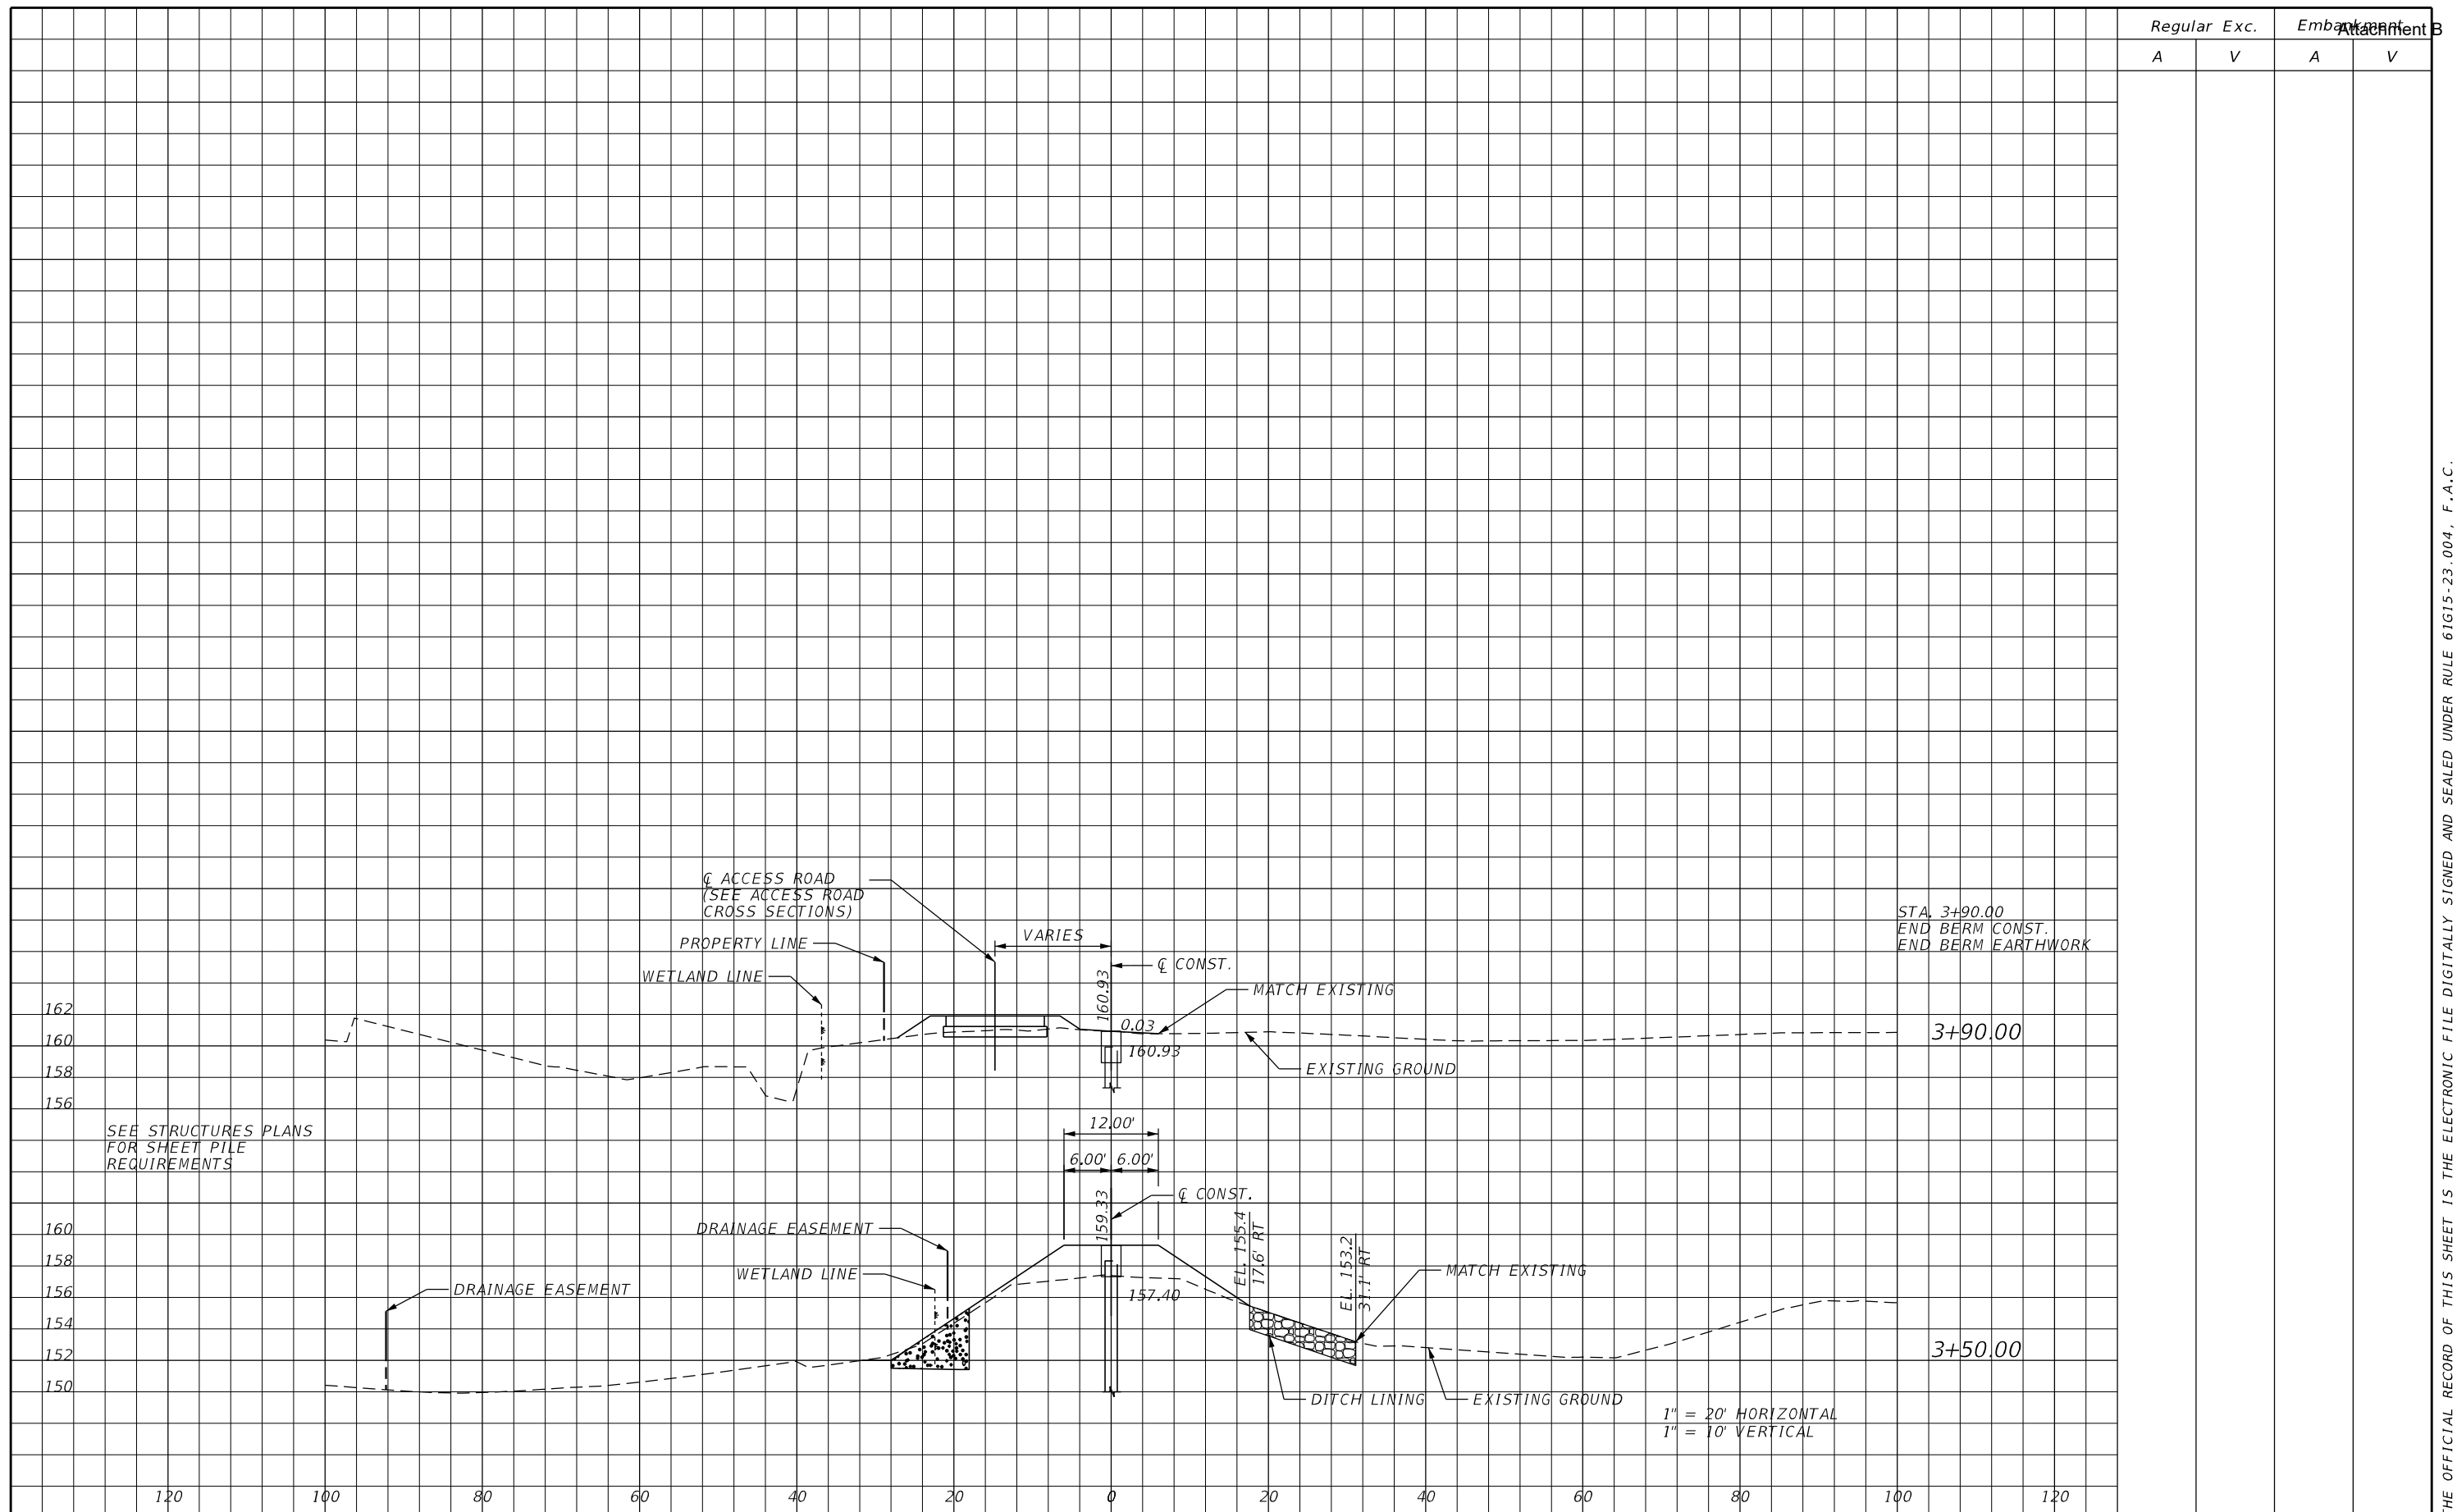 Regular Exc.
Embankment
Attachment B
A
V
A
V
℄ ACCESS ROAD
(SEE ACCESS ROAD
CROSS SECTIONS)
PROPERTY LINE
WETLAND LINE
VARIES
℄ CONST.
160.93
MATCH EXISTING
0.03
160.93
EXISTING GROUND
STA. 3+90.00
END BERM CONST.
END BERM EARTHWORK
3+90.00
162
160
158
156
SEE STRUCTURES PLANS
FOR SHEET PILE
REQUIREMENTS
12.00'
6.00'
6.00'
℄ CONST.
159.33
DRAINAGE EASEMENT
WETLAND LINE
DRAINAGE EASEMENT
EL. 155.4
17.6' RT
EL. 153.2
31.1' RT
MATCH EXISTING
157.40
160
158
156
154
152
150
3+50.00
DITCH LINING
EXISTING GROUND
1" = 20' HORIZONTAL
1" = 10' VERTICAL
120
100
80
60
40
20
0
20
40
60
80
100
120
THE OFFICIAL RECORD OF THIS SHEET IS THE ELECTRONIC FILE DIGITALLY SIGNED AND SEALED UNDER RULE 61G15-23.004, F.A.C.